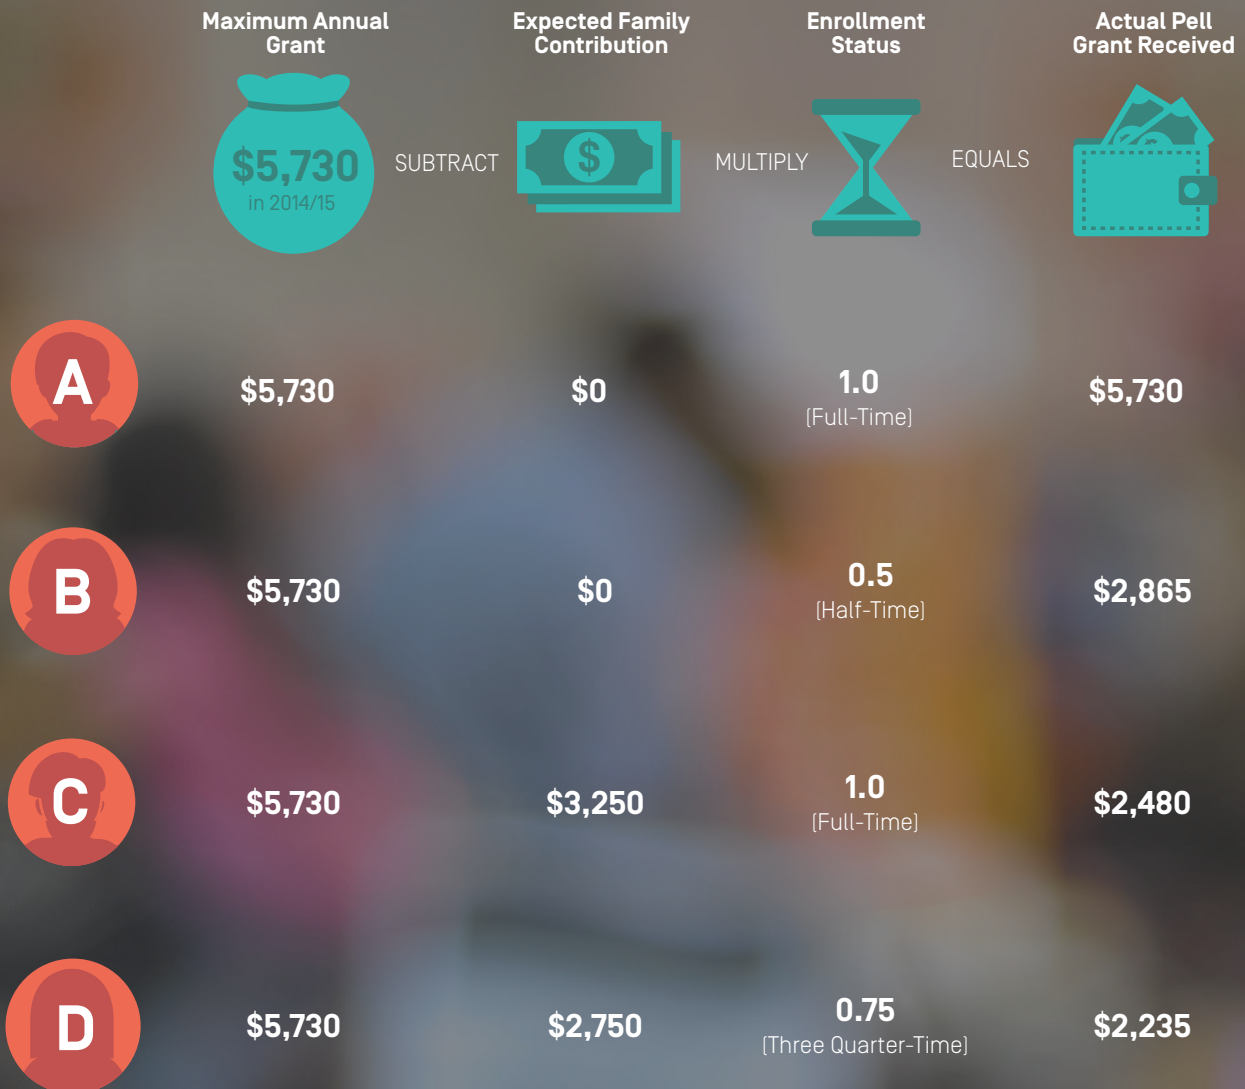 Maximum Annual
Grant
Expected Family
Contribution
Enrollment
Status
Actual Pell
Grant Received
$5,730
in 2014/15
SUBTRACT
$
MULTIPLY
EQUALS
A
$5,730
$0
1.0
(Full-Time)
$5,730
B
$5,730
$0
0.5
(Half-Time)
$2,865
C
$5,730
$3,250
1.0
(Full-Time)
$2,480
D
$5,730
$2,750
0.75
(Three Quarter-Time)
$2,235